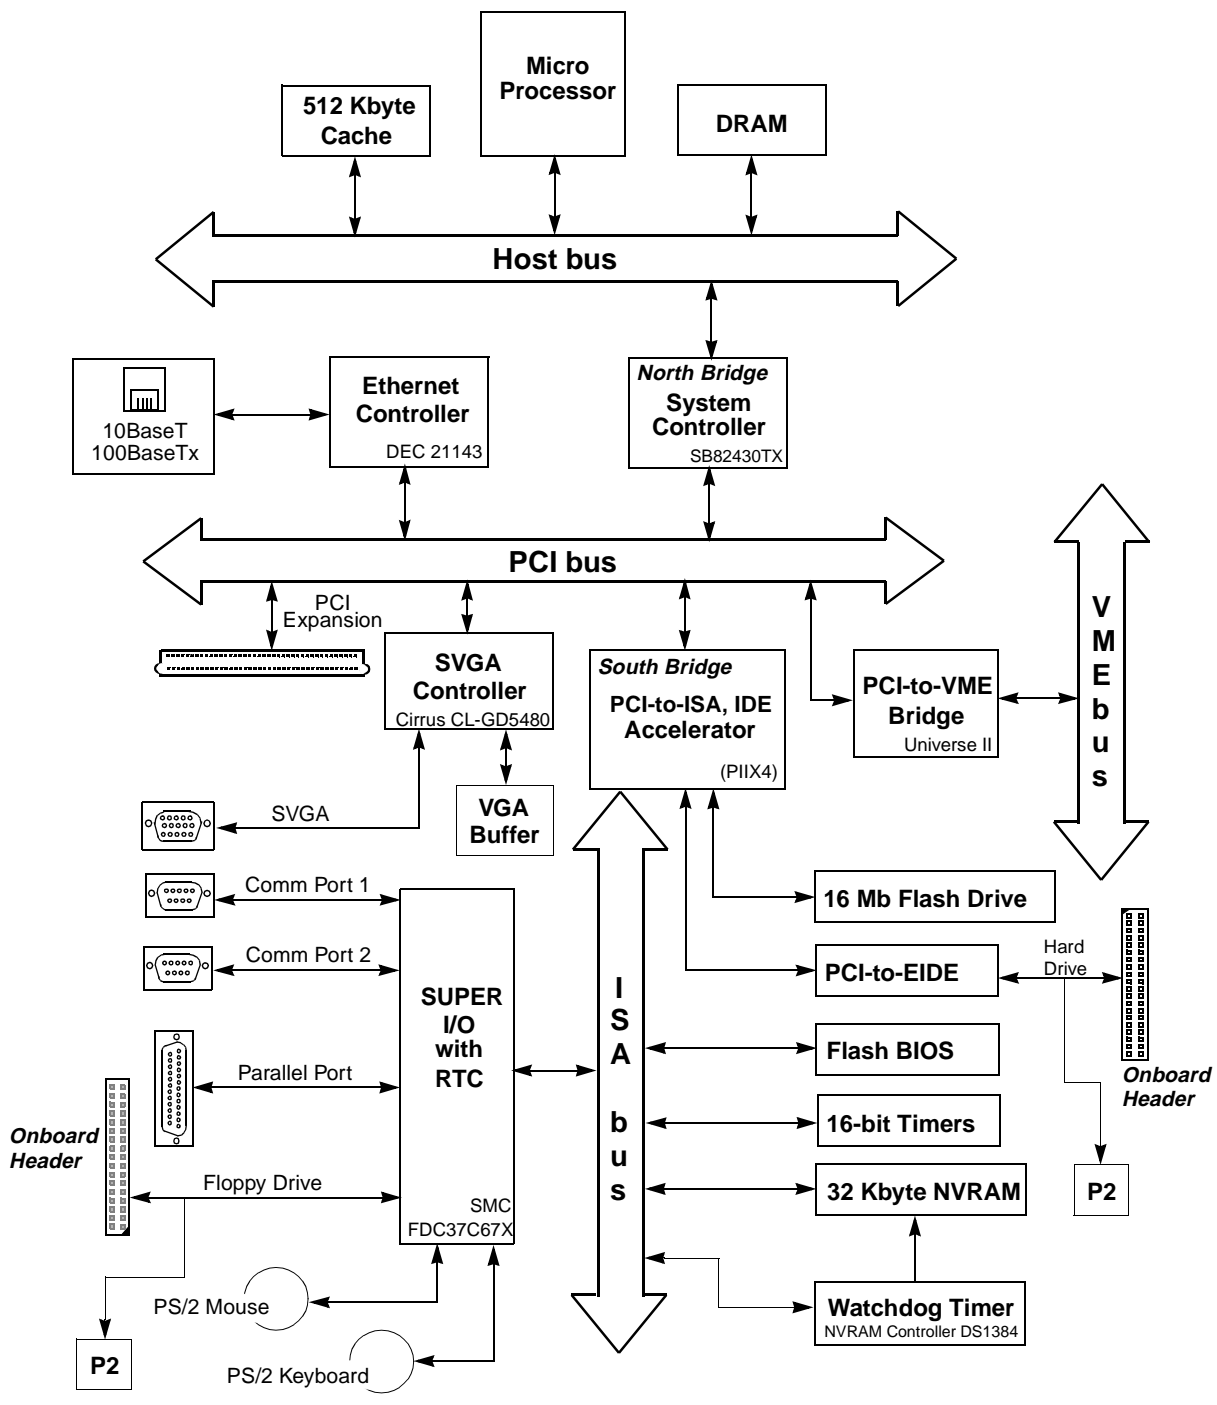 Micro
Processor
512 Kbyte
Cache
DRAM
Host bus
10BaseT
100BaseTx
Ethernet
Controller
DEC 21143
North Bridge
System
Controller
SB82430TX
PCI bus
PCI
Expansion
SVGA
Controller
Cirrus CL-GD5480
South Bridge
PCI-to-ISA, IDE
Accelerator
(PIIX4)
PCI-to-VME
Bridge
Universe II
VMEbus
SVGA
VGA
Buffer
Comm Port 1
Comm Port 2
Parallel Port
Onboard
Header
Floppy Drive
SUPER
I/O
with
RTC
SMC
FDC37C67X
PS/2 Mouse
PS/2 Keyboard
P2
ISA bus
16 Mb Flash Drive
PCI-to-EIDE
Hard
Drive
Flash BIOS
Onboard
Header
16-bit Timers
32 Kbyte NVRAM
P2
Watchdog Timer
NVRAM Controller DS1384